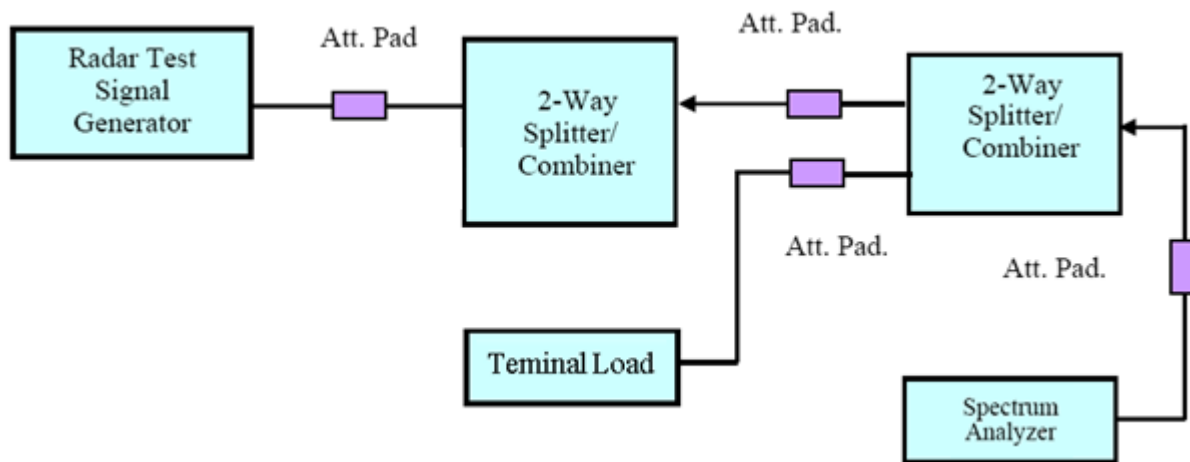 Radar Test
Signal
Generator
Att. Pad
2-Way
Splitter/
Combiner
Att. Pad.
2-Way
Splitter/
Combiner
Att. Pad.
Att. Pad.
Teminal Load
Spectrum
Analyzer